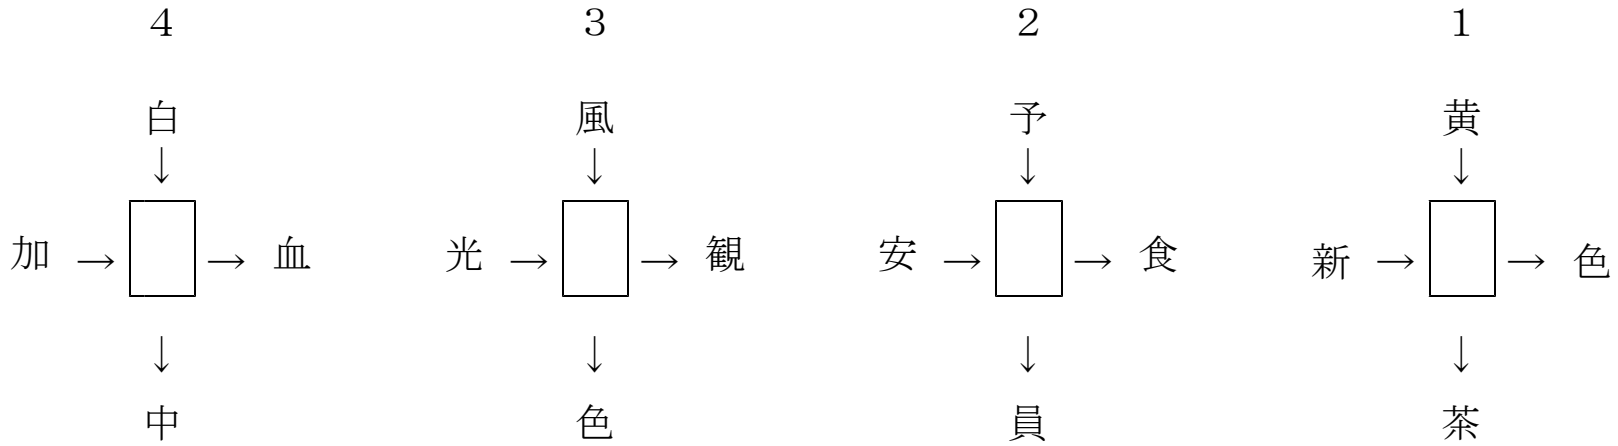 4 3 2 1
白 風 予 黄
↓ ↓ ↓ ↓
加 → □ → 血 光 → □ → 観 安 → □ → 食 新 → □ → 色
↓ ↓ ↓ ↓
中 色 員 茶